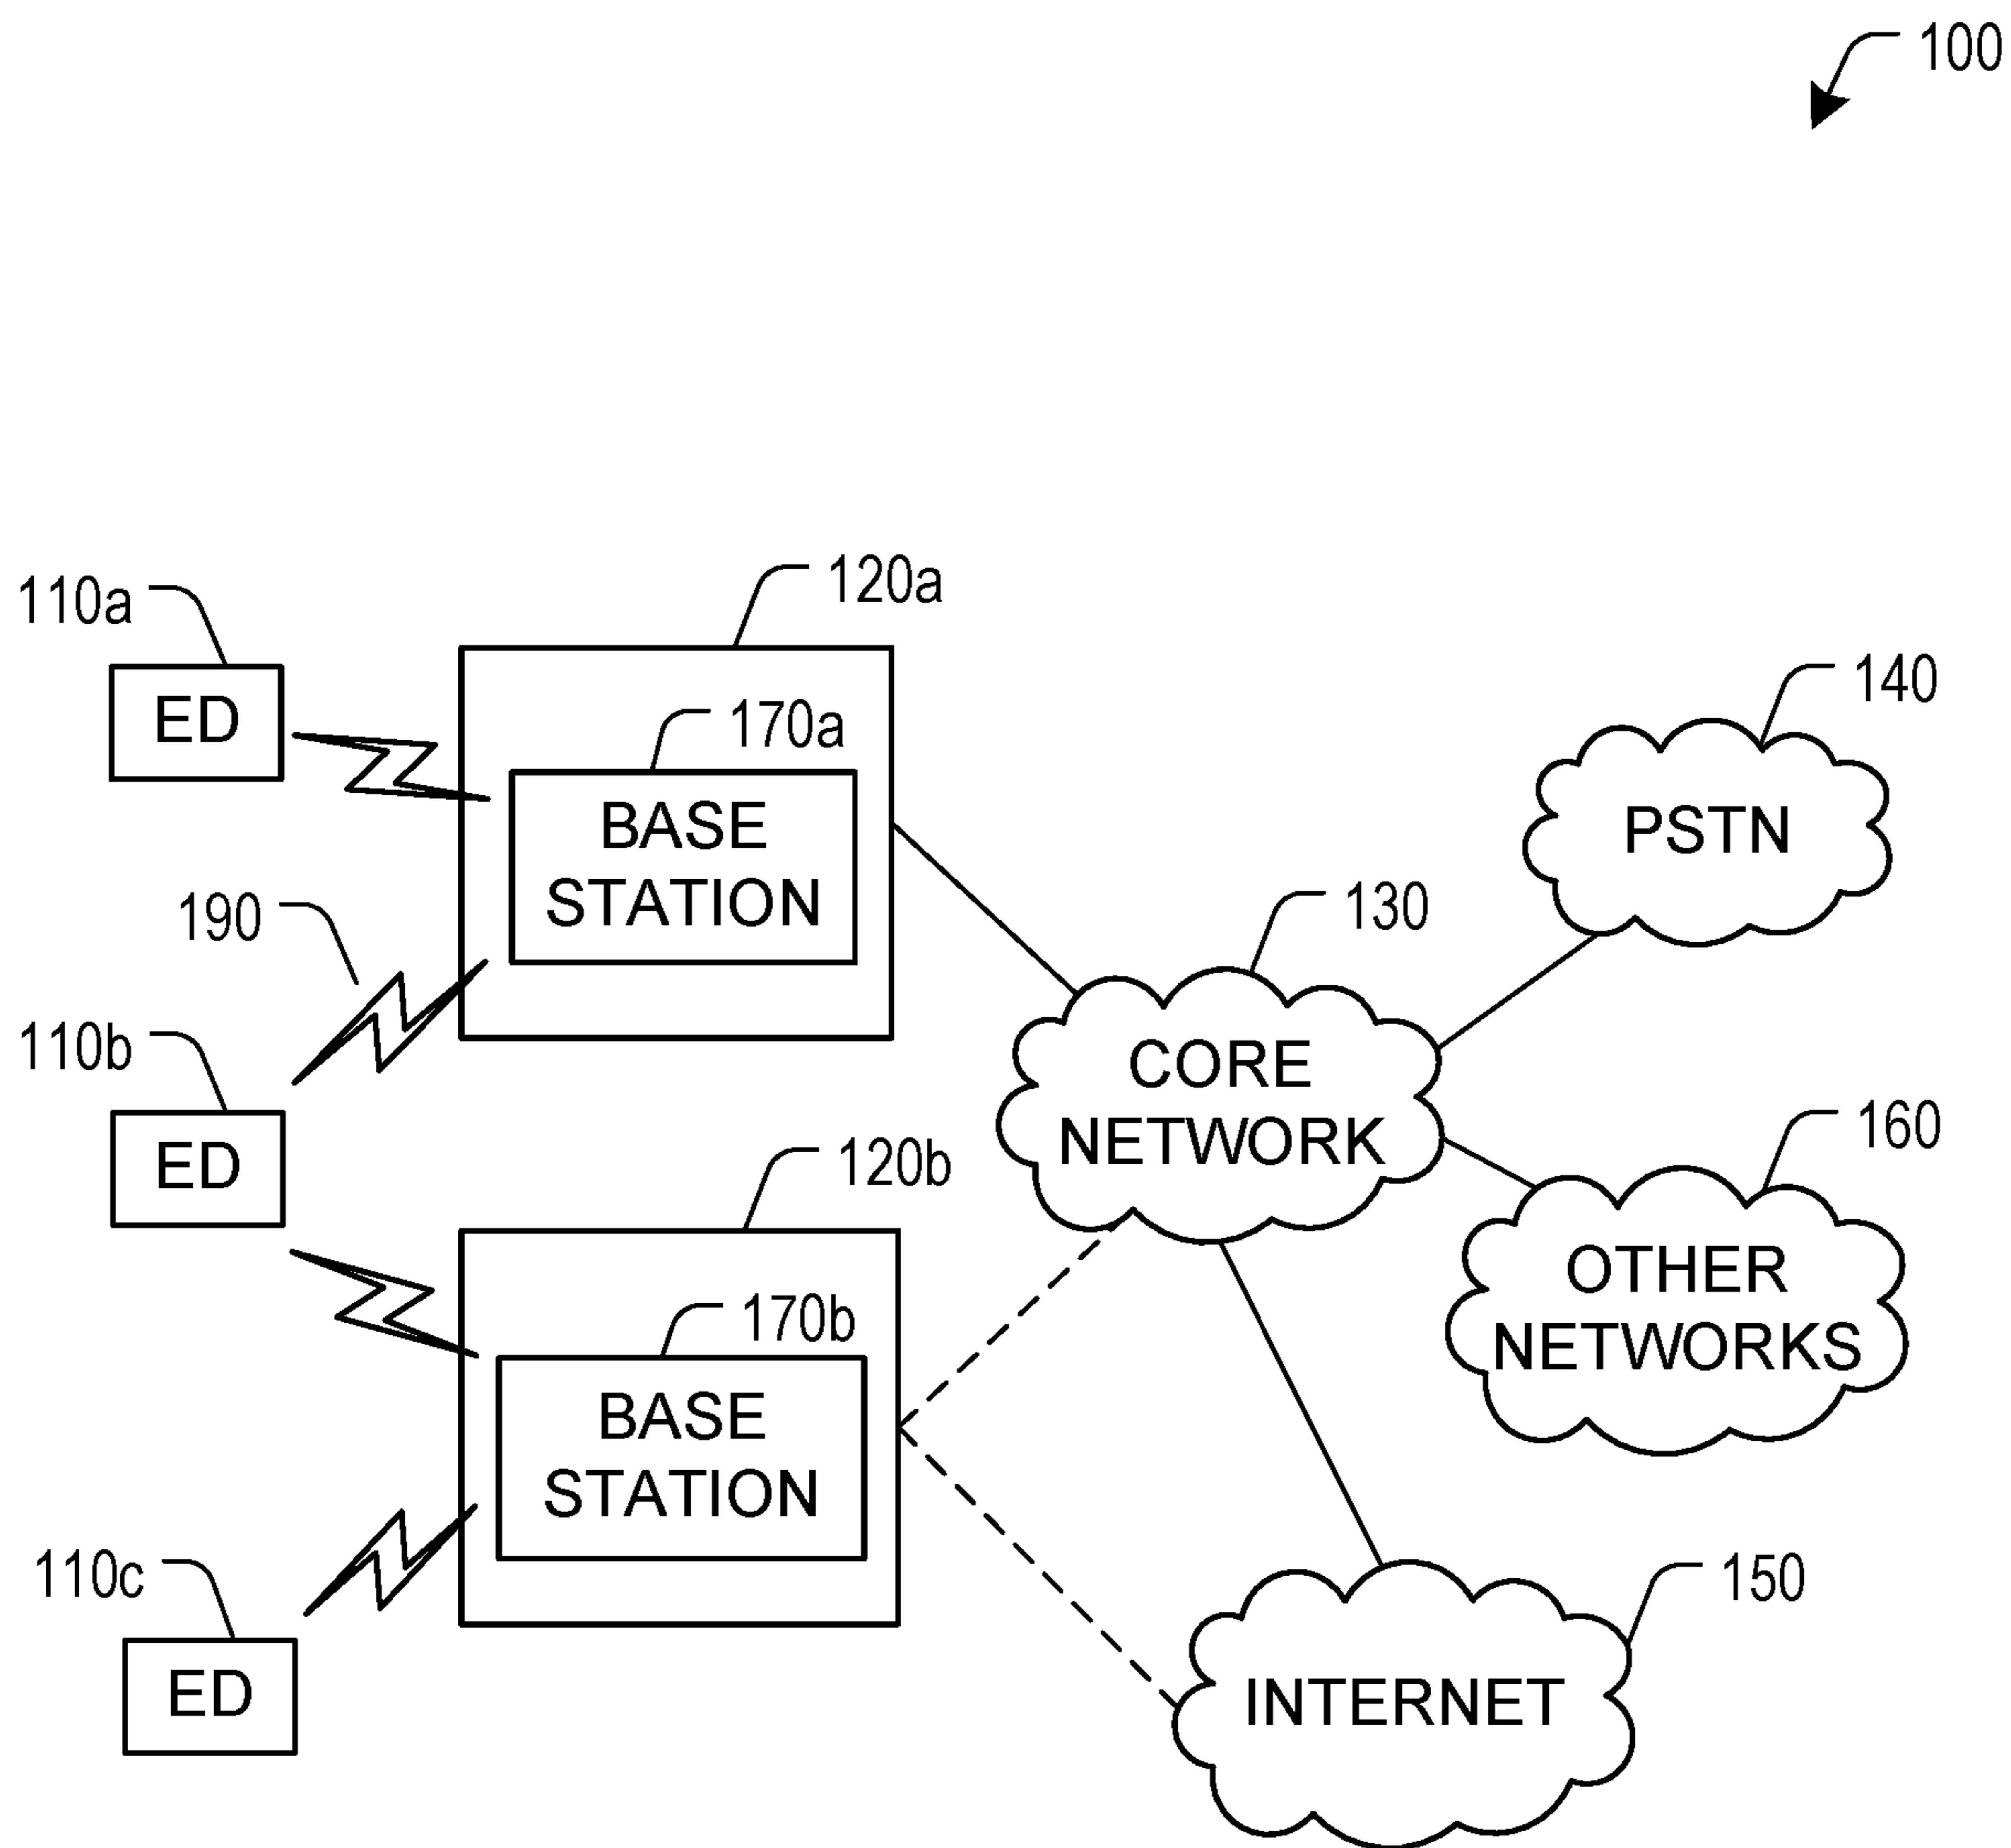 100
120a
110a
ED
170a
140
BASE
STATION
PSTN
190
130
110b
CORE
NETWORK
ED
120b
160
170b
OTHER
NETWORKS
BASE
STATION
110c
150
ED
INTERNET